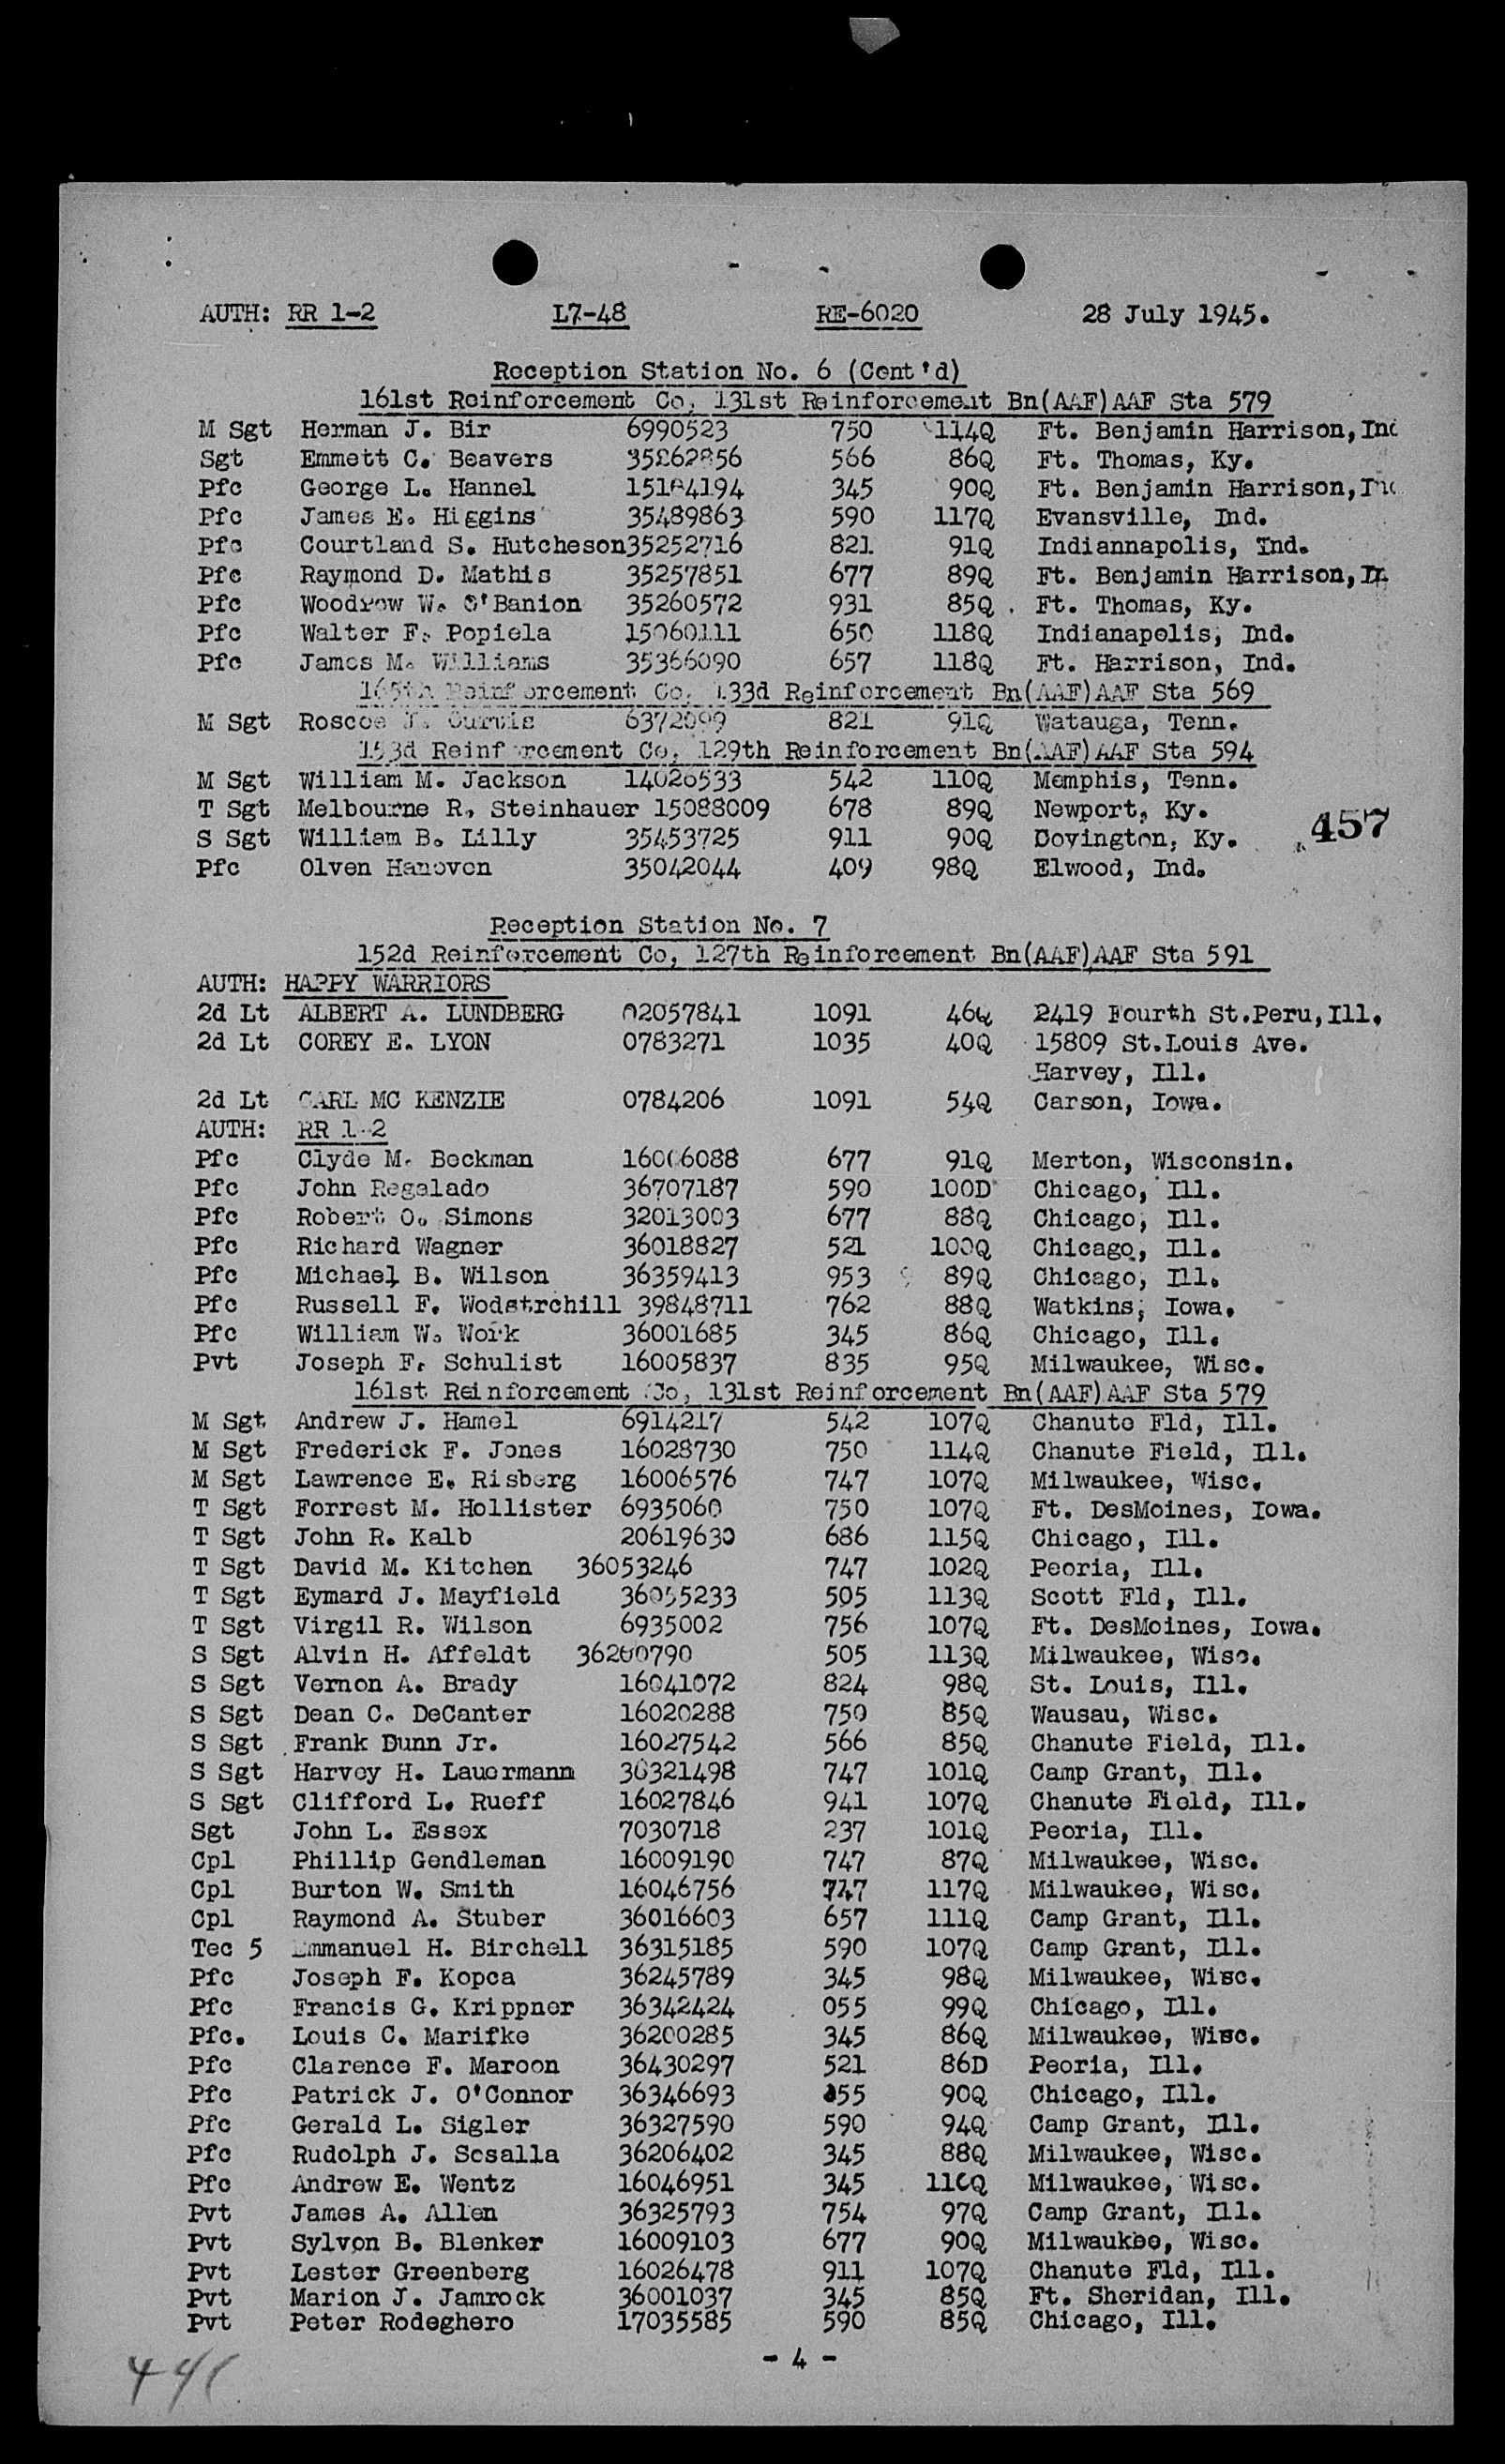 AUTH: RR 1-2 L7-48 RE-6020 28 July 1945.
Reception Station No. 6 (Cont'd)
161st Reinforcement Co, 131st Reinforcement Bn(AAF)AAF Sta 579
M Sgt Herman J. Bir 6990523 750 114Q Ft. Benjamin Harrison,Ind
Sgt Emmett C. Beavers 566 86Q Ft. Thomas, Ky.
Pfc George L. Hannel 345 90Q Ft. Benjamin Harrison,
Pfc James E. Higgins 35489863 590 117Q Evansville, Ind.
Pfc Courtland S. Hutcheson35252716 821 91Q Indiannapolis, Ind.
Pfc Raymond D. Mathis 35257851 677 89Q Ft. Benjamin Harrison,
Pfc Woodrow W. O'Banion 35260572 931 85Q Ft. Thomas, Ky.
Pfc Walter F. Popiela 15060111 650 118Q Indianapolis, Ind.
Pfc James M. Williams 35366090 657 118Q Ft. Harrison, Ind.
165th Reinforcement Co, 133d Reinforcement Bn(AAF)AAF Sta 569
M Sgt Roscoe J. Curtis 6372099 821 91Q Watauga, Tenn.
153d Reinforcement Co, 129th Reinforcement Bn(AAF)AAF Sta 594
M Sgt William M. Jackson 14026533 542 110Q Memphis, Tenn.
T Sgt Melbourne R. Steinhauer 15088009 678 89Q Newport, Ky.
S Sgt William B. Lilly 35453725 911 90Q Covington, Ky. 457
Pfc Olven Hanoven 35042044 409 98Q Elwood, Ind.
Reception Station No. 7
152d Reinforcement Co, 127th Reinforcement Bn(AAF)AAF Sta 591
AUTH: HAPPY WARRIORS
2d Lt ALBERT A. LUNDBERG 02057841 1091 46Q 2419 Fourth St.Peru,Ill.
2d Lt COREY E. LYON 0783271 1035 40Q 15809 St.Louis Ave.
Harvey, Ill.
2d Lt CARL MC KENZIE 0784206 1091 54Q Carson, Iowa.
AUTH: RR 1-2
Pfc Clyde M. Beckman 16006088 677 91Q Merton, Wisconsin.
Pfc John Regalado 36707187 590 100D Chicago, Ill.
Pfc Robert O. Simons 32013003 677 88Q Chicago, Ill.
Pfc Richard Wagner 36018827 521 100Q Chicago, Ill.
Pfc Michael B. Wilson 36359413 953 89Q Chicago, Ill.
Pfc Russell F. Wodstrchill 39848711 762 88Q Watkins, Iowa.
Pfc William W. Work 36001685 345 86Q Chicago, Ill.
Pvt Joseph F. Schulist 16005837 835 95Q Milwaukee, Wisc.
161st Reinforcement Co, 131st Reinforcement Bn(AAF)AAF Sta 579
M Sgt Andrew J. Hamel 6914217 542 107Q Chanute Fld, Ill.
M Sgt Frederick F. Jones 16028730 750 114Q Chanute Field, Ill.
M Sgt Lawrence E. Risberg 16006576 747 107Q Milwaukee, Wisc.
T Sgt Forrest M. Hollister 6935060 750 107Q Ft. DesMoines, Iowa.
T Sgt John R. Kalb 20619630 686 115Q Chicago, Ill.
T Sgt David M. Kitchen 36053246 747 102Q Peoria, Ill.
T Sgt Eymard J. Mayfield 36055233 505 113Q Scott Fld, Ill.
T Sgt Virgil R. Wilson 6935002 756 107Q Ft. DesMoines, Iowa.
S Sgt Alvin H. Affeldt 36200790 505 113Q Milwaukee, Wisc.
S Sgt Vernon A. Brady 16041072 824 98Q St. Louis, Ill.
S Sgt Dean C. DeCanter 16020288 750 85Q Wausau, Wisc.
S Sgt Frank Dunn Jr. 16027542 566 85Q Chanute Field, Ill.
S Sgt Harvey H. Lauermann 36321498 747 101Q Camp Grant, Ill.
S Sgt Clifford L. Rueff 16027846 941 107Q Chanute Field, Ill.
Sgt John L. Essex 7030718 237 101Q Peoria, Ill.
Cpl Phillip Gendleman 16009190 747 87Q Milwaukee, Wisc.
Cpl Burton W. Smith 16046756 747 117Q Milwaukee, Wisc.
Cpl Raymond A. Stuber 36016603 657 111Q Camp Grant, Ill.
Tec 5 Emmanuel H. Birchell 36315185 590 107Q Camp Grant, Ill.
Pfc Joseph F. Kopca 36245789 345 98Q Milwaukee, Wisc.
Pfc Francis G. Krippner 36342424 055 99Q Chicago, Ill.
Pfc. Louis C. Marifke 36200285 345 86Q Milwaukee, Wisc.
Pfc Clarence F. Maroon 36430297 521 86D Peoria, Ill.
Pfc Patrick J. O'Connor 36346693 055 90Q Chicago, Ill.
Pfc Gerald L. Sigler 36327590 590 94Q Camp Grant, Ill.
Pfc Rudolph J. Scsalla 36206402 345 88Q Milwaukee, Wisc.
Pfc Andrew E. Wentz 16046951 345 110Q Milwaukee, Wisc.
Pvt James A. Allen 36325793 754 97Q Camp Grant, Ill.
Pvt Sylvon B. Blenker 16009103 677 90Q Milwaukee, Wisc.
Pvt Lester Greenberg 16026478 911 107Q Chanute Fld, Ill.
Pvt Marion J. Jamrock 36001037 345 85Q Ft. Sheridan, Ill.
Pvt Peter Rodeghero 17035585 590 85Q Chicago, Ill.
- 4 -